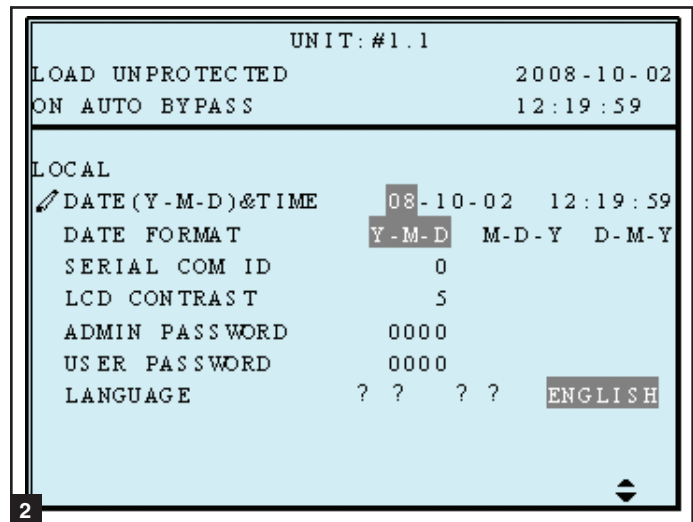 UNIT:#1.1
LOAD UNPROTECTED 2008-10-02
ON AUTO BYPASS 12:19:59
LOCAL
DATE(Y-M-D)&TIME 08-10-02 12:19:59
DATE FORMAT Y-M-D M-D-Y D-M-Y
SERIAL COM ID 0
LCD CONTRAST 5
ADMIN PASSWORD 0000
USER PASSWORD 0000
LANGUAGE ? ? ? ? ENGLISH
2